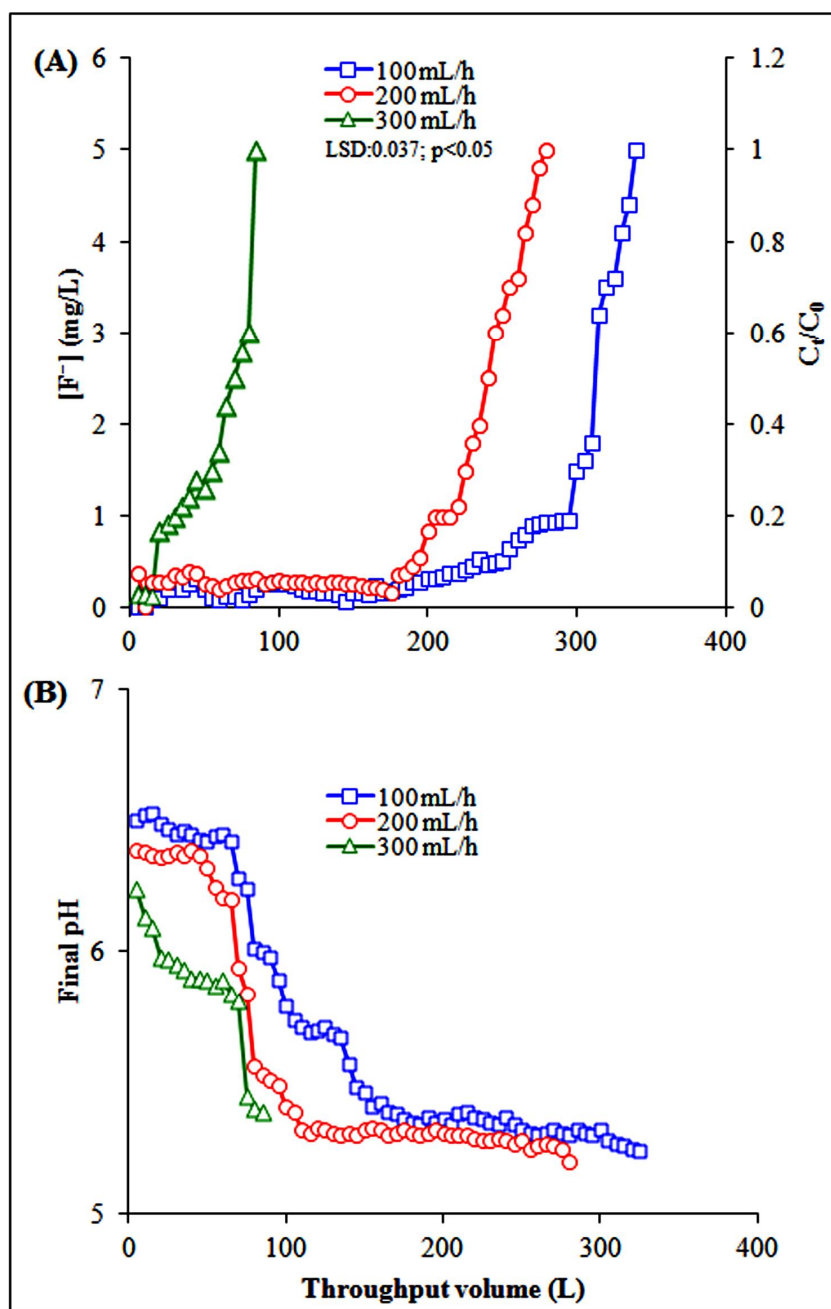 (A)
100 mL/h
200 mL/h
300 mL/h
LSD:0.037; p<0.05
6
5
4
3
2
1
0
[F⁻] (mg/L)
1.2
1
0.8
0.6
0.4
0.2
0
Cₜ/C₀
0 100 200 300 400
(B)
100 mL/h
200 mL/h
300 mL/h
7
6
5
Final pH
0 100 200 300 400
Throughput volume (L)